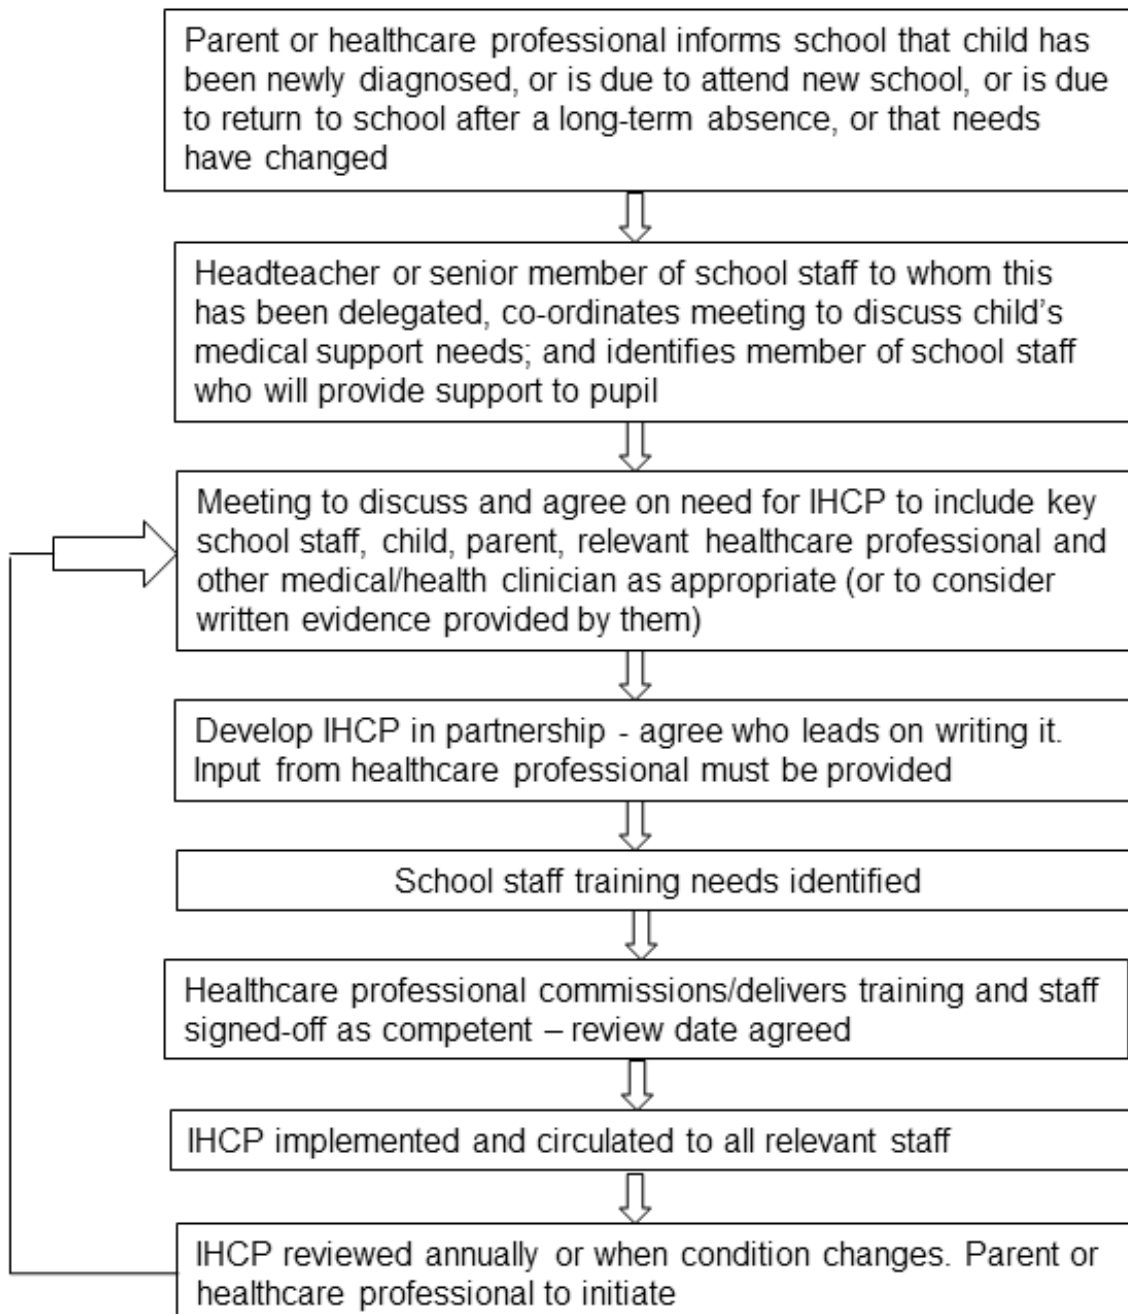 Parent or healthcare professional informs school that child has
been newly diagnosed, or is due to attend new school, or is due
to return to school after a long-term absence, or that needs
have changed
Headteacher or senior member of school staff to whom this
has been delegated, co-ordinates meeting to discuss child's
medical support needs; and identifies member of school staff
who will provide support to pupil
Meeting to discuss and agree on need for IHCP to include key
school staff, child, parent, relevant healthcare professional and
other medical/health clinician as appropriate (or to consider
written evidence provided by them)
Develop IHCP in partnership - agree who leads on writing it.
Input from healthcare professional must be provided
School staff training needs identified
Healthcare professional commissions/delivers training and staff
signed-off as competent – review date agreed
IHCP implemented and circulated to all relevant staff
IHCP reviewed annually or when condition changes. Parent or
healthcare professional to initiate